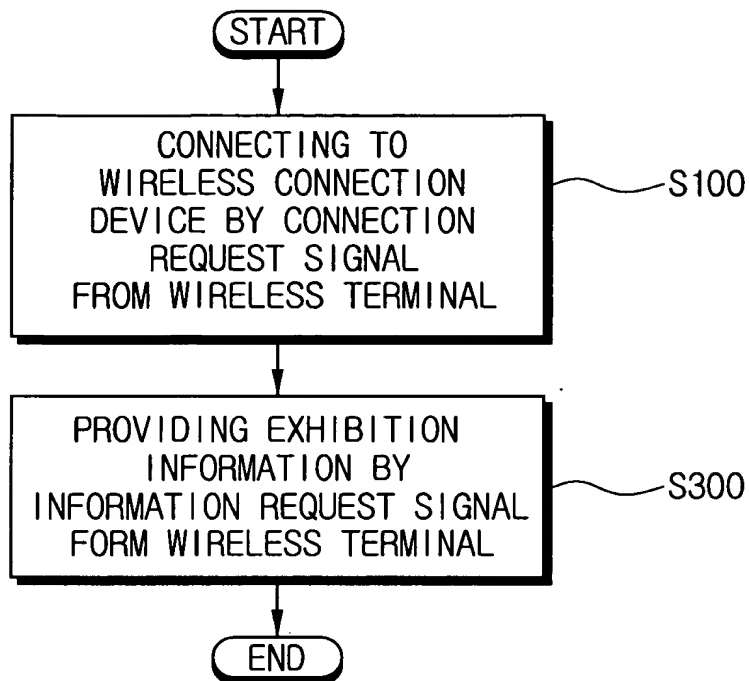 START
CONNECTING TO
WIRELESS CONNECTION
DEVICE BY CONNECTION
REQUEST SIGNAL
FROM WIRELESS TERMINAL
S100
PROVIDING EXHIBITION
INFORMATION BY
INFORMATION REQUEST SIGNAL
FORM WIRELESS TERMINAL
S300
END